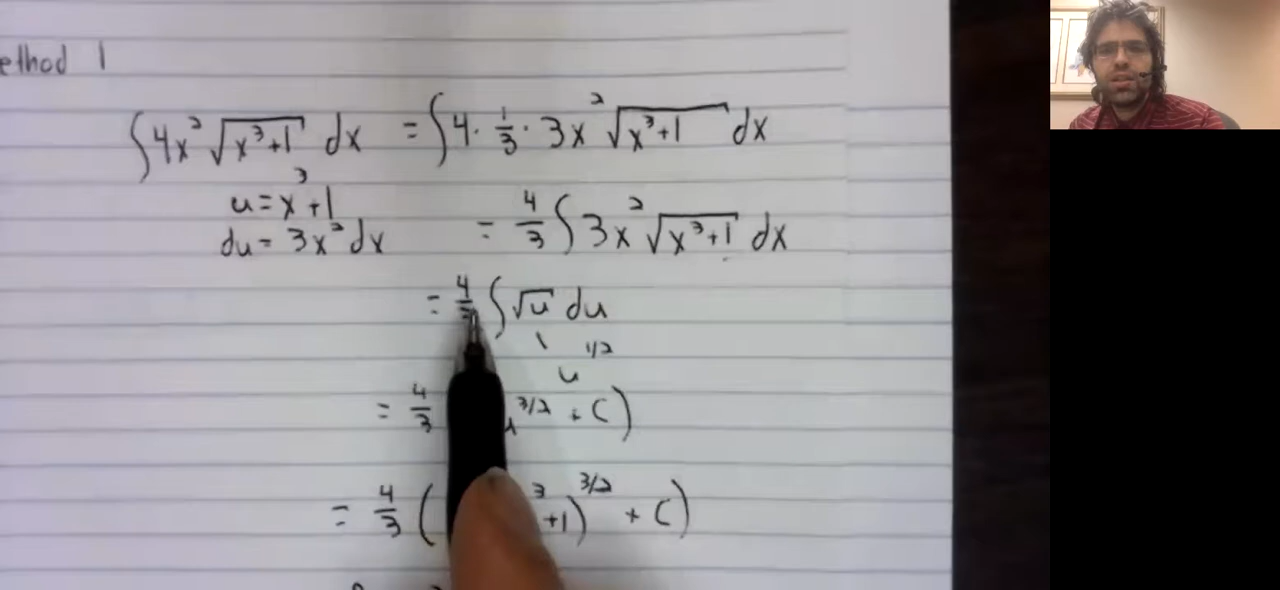 ethod 1
∫4x² √(x³+1) dx = ∫4 · 1/3 · 3x² √(x³+1) dx
u = x³+1
du = 3x² dx
= 4/3 ∫3x² √(x³+1) dx
= 4/ ∫√u du
u^1/2
= 4/3 u^3/2 + C)
= 4/3 ( ³+1)^3/2 + C)